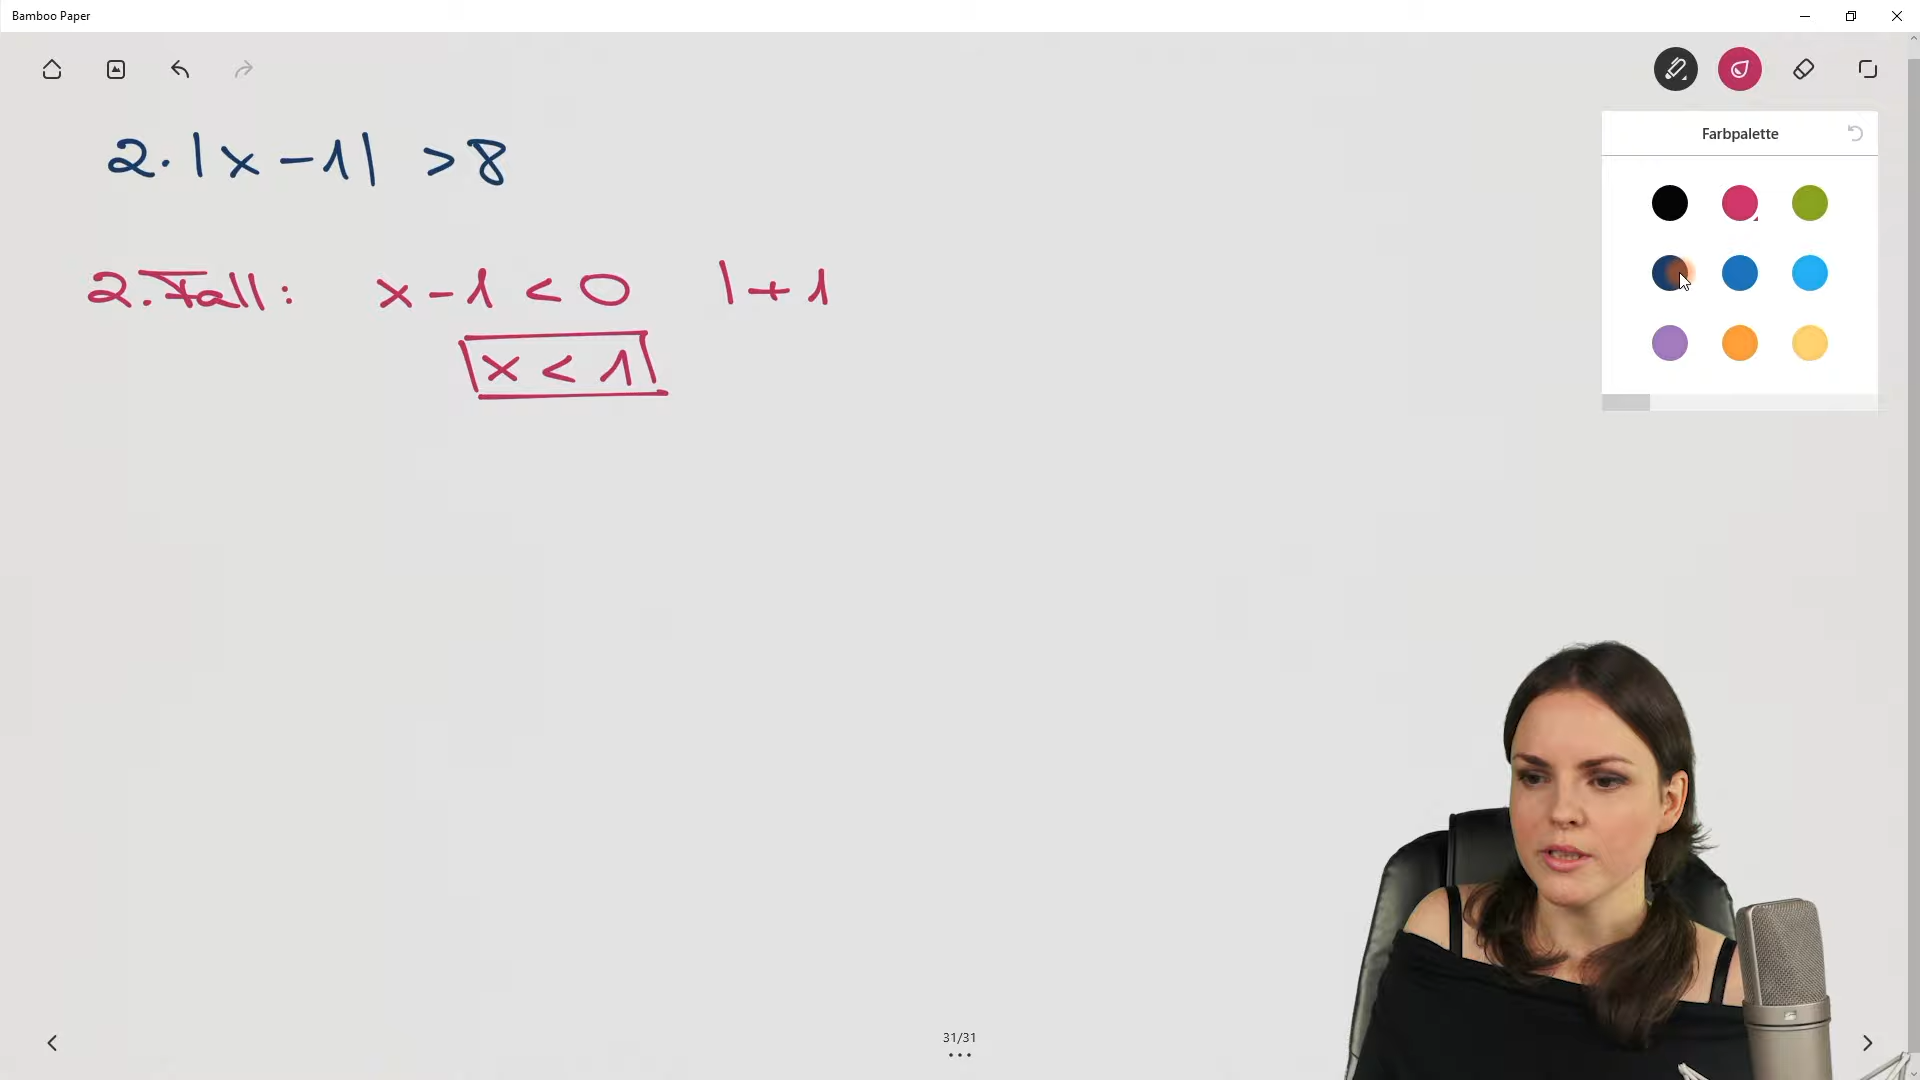 Bamboo Paper
2·|x-1| >8
Farbpalette
2. Fall: x-1 < 0 |+1
x < 1
31/31